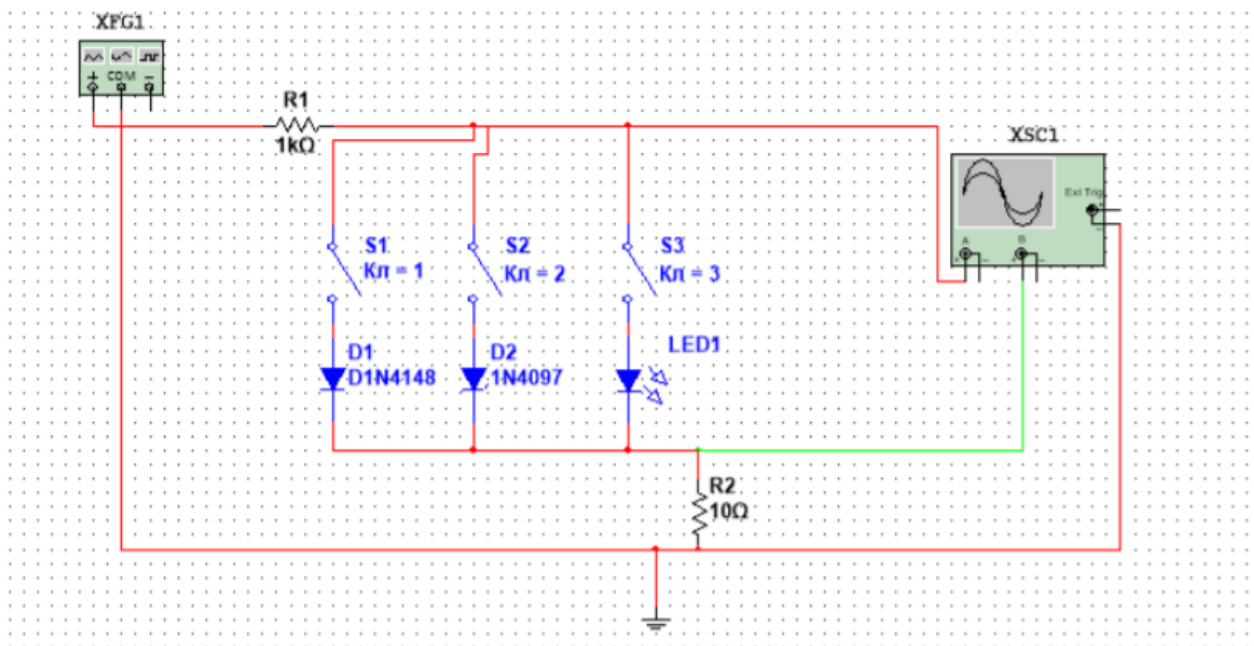 XFG1
+ COM −
R1
1kΩ
XSC1
Ext Trig
+
−
A
B
+ − + −
S1
Кл = 1
S2
Кл = 2
S3
Кл = 3
D1
D1N4148
D2
1N4097
LED1
R2
10Ω